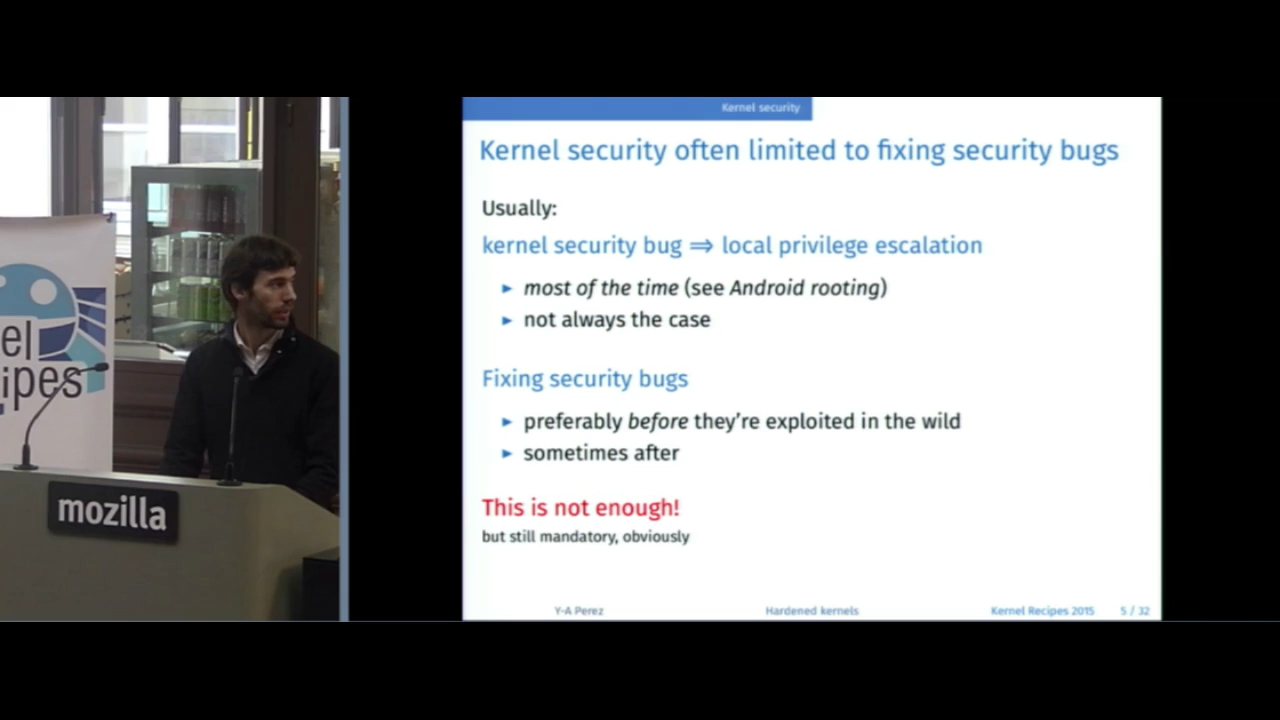 Kernel security
Kernel security often limited to fixing security bugs
Usually:
kernel security bug ⇒ local privilege escalation
► most of the time (see Android rooting)
► not always the case
Fixing security bugs
► preferably before they're exploited in the wild
► sometimes after
This is not enough!
but still mandatory, obviously
Y-A Perez
Hardened kernels
Kernel Recipes 2015
5 / 32
el
ipes
mozilla